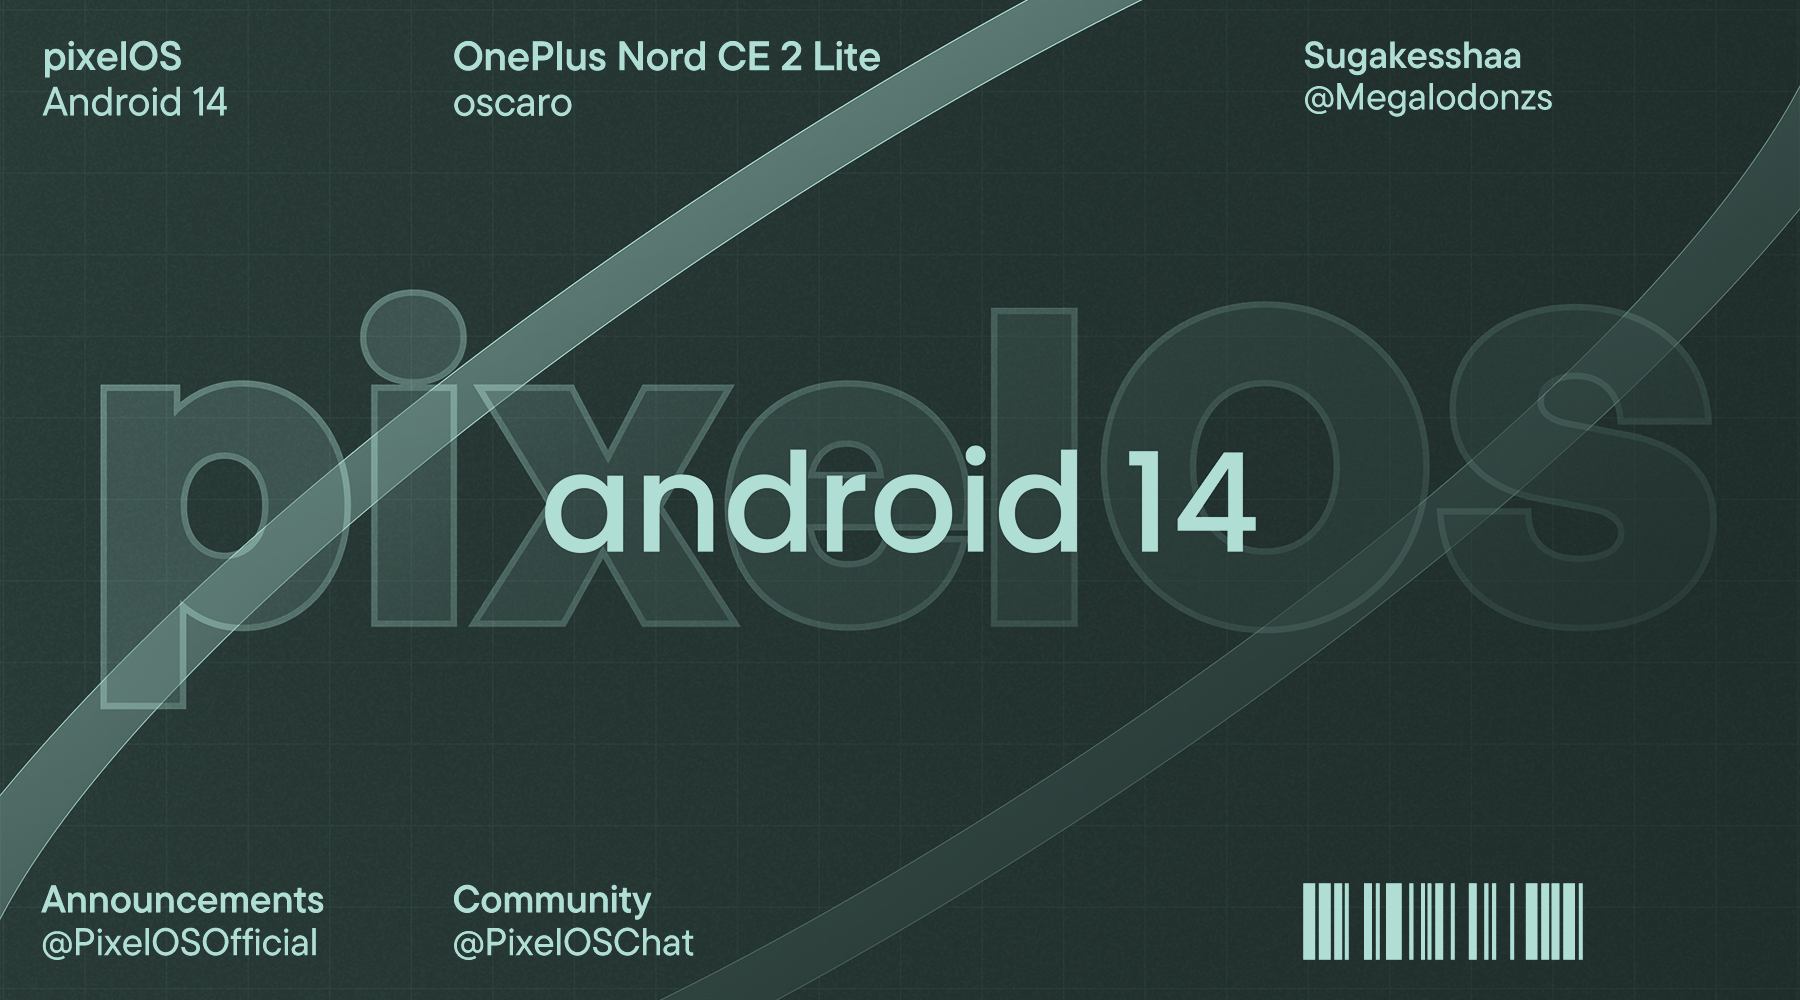 pixelOS
Android 14
OnePlus Nord CE 2 Lite
oscaro
Sugakesshaa
@Megalodonzs
pixelOS
android 14
Announcements
@PixelOSOfficial
Community
@PixelOSChat